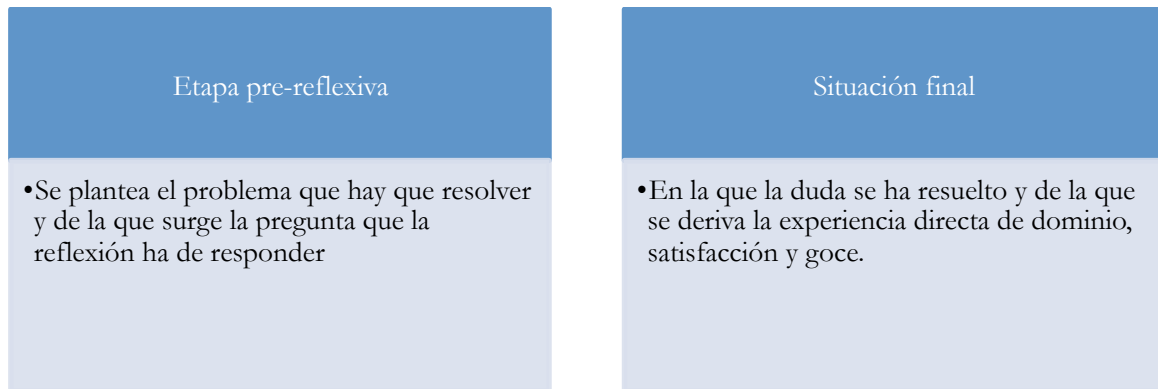 Etapa pre-reflexiva
•Se plantea el problema que hay que resolver
y de la que surge la pregunta que la
reflexión ha de responder
Situación final
•En la que la duda se ha resuelto y de la que
se deriva la experiencia directa de dominio,
satisfacción y goce.